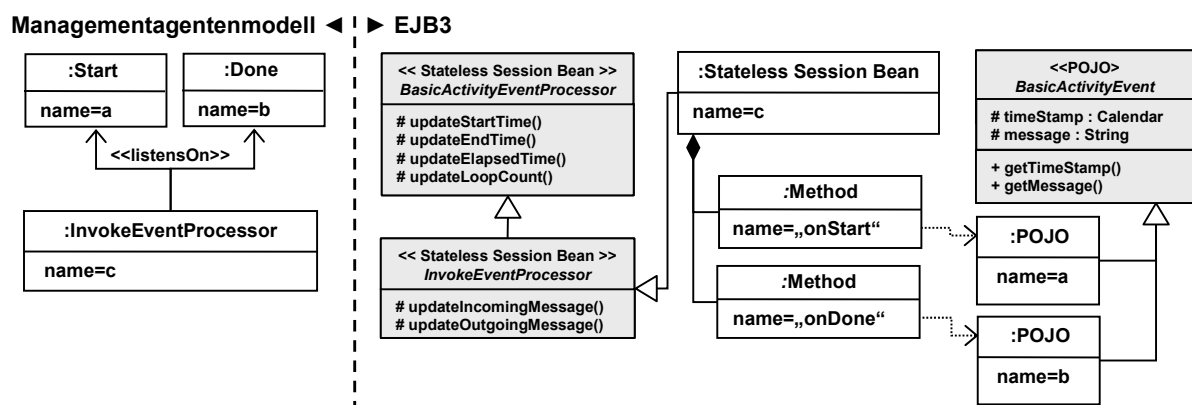 Managementagentenmodell ◄ ► EJB3
:Start
name=a
:Done
name=b
<<listensOn>>
:InvokeEventProcessor
name=c
<< Stateless Session Bean >>
BasicActivityEventProcessor
# updateStartTime()
# updateEndTime()
# updateElapsedTime()
# updateLoopCount()
<< Stateless Session Bean >>
InvokeEventProcessor
# updateIncomingMessage()
# updateOutgoingMessage()
:Stateless Session Bean
name=c
:Method
name=„onStart“
:Method
name=„onDone“
<<POJO>
BasicActivityEvent
# timeStamp : Calendar
# message : String
+ getTimeStamp()
+ getMessage()
:POJO
name=a
:POJO
name=b